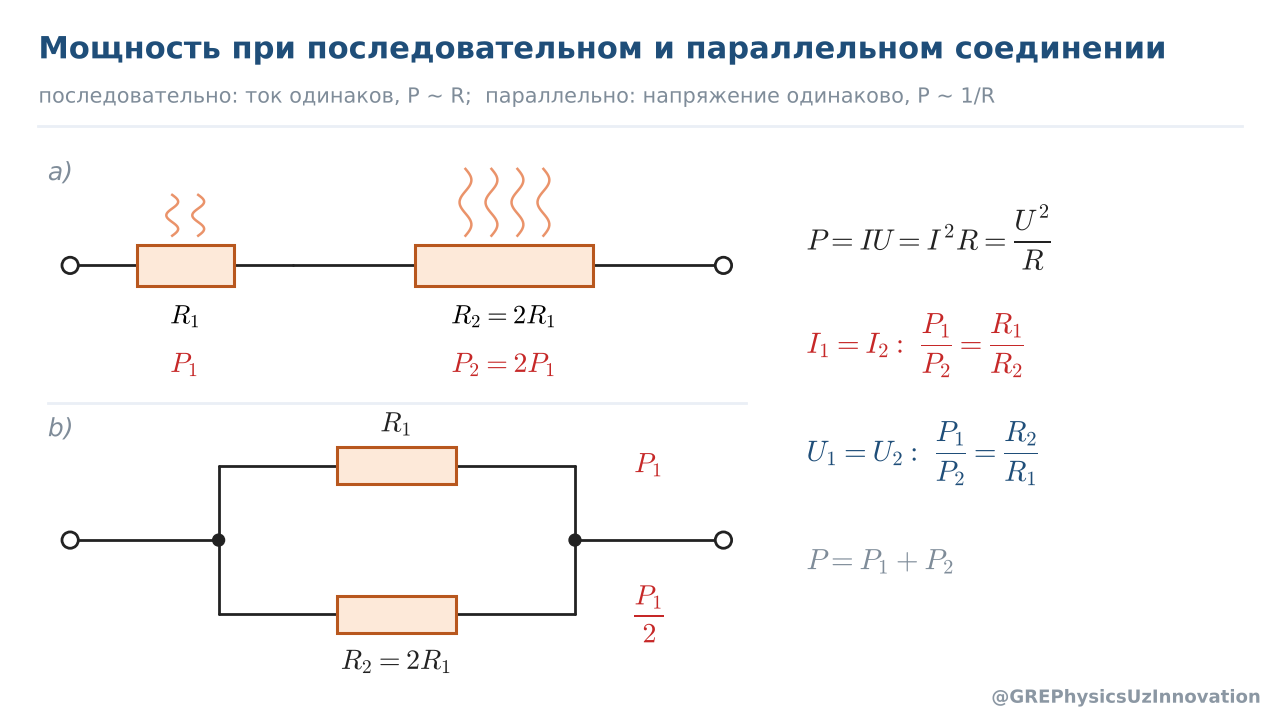 Мощность при последовательном и параллельном соединении
последовательно: ток одинаков, P ~ R; параллельно: напряжение одинаково, P ~ 1/R
a)
R₁
R₂ = 2R₁
P₁
P₂ = 2P₁
b)
R₁
P₁
P₁/2
R₂ = 2R₁
P = IU = I²R = U²/R
I₁ = I₂ : P₁/P₂ = R₁/R₂
U₁ = U₂ : P₁/P₂ = R₂/R₁
P = P₁ + P₂
@GREPhysicsUzInnovation